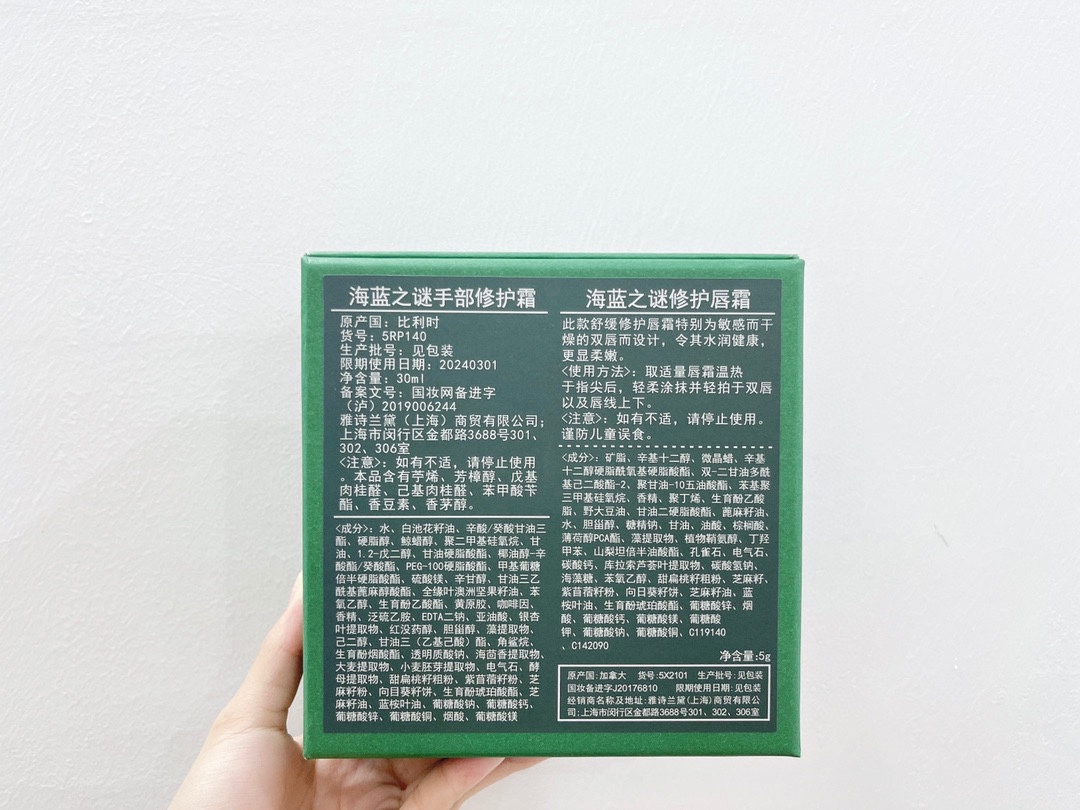 海蓝之谜手部修护霜
原产国：比利时
货号：5RP140
生产批号：见包装
限期使用日期：20240301
净含量：30ml
备案文号：国妆网备进字
（沪）2019006244
雅诗兰黛（上海）商贸有限公司；
上海市闵行区金都路3688号301、
302、306室
<注意>：如有不适，请停止使用
。本品含有苧烯、芳樟醇、戊基
肉桂醛、己基肉桂醛、苯甲酸苄
酯、香豆素、香茅醇。
<成分>：水、白池花籽油、辛酸/癸酸甘油三
酯、硬脂醇、鲸蜡醇、聚二甲基硅氧烷、甘
油、1.2-戊二醇、甘油硬脂酸酯、椰油醇-辛
酸酯/癸酸酯、PEG-100硬脂酸酯、甲基葡糖
倍半硬脂酸酯、硫酸镁、辛甘醇、甘油三乙
酰基蓖麻醇酸酯、全缘叶澳洲坚果籽油、苯
氧乙醇、生育酚乙酸酯、黄原胶、咖啡因、
香精、泛硫乙胺、EDTA二钠、亚油酸、银杏
叶提取物、红没药醇、胆甾醇、藻提取物、
己二醇、甘油三（乙基己酸）酯、角鲨烷、
生育酚烟酸酯、透明质酸钠、海茴香提取物、
大麦提取物、小麦胚芽提取物、电气石、酵
母提取物、甜扁桃籽粗粉、紫苜蓿籽粉、芝
麻籽粉、向目葵籽饼、生育酚琥珀酸酯、芝
麻籽油、蓝桉叶油、葡糖酸钠、葡糖酸钙、
葡糖酸锌、葡糖酸铜、烟酸、葡糖酸镁
海蓝之谜修护唇霜
此款舒缓修护唇霜特别为敏感而干
燥的双唇而设计，令其水润健康，
更显柔嫩。
<使用方法>：取适量唇霜温热
于指尖后，轻柔涂抹并轻拍于双唇
以及唇线上下。
<注意>：如有不适，请停止使用。
谨防儿童误食。
<成分>：矿脂、辛基十二醇、微晶蜡、辛基
十二醇硬脂酰氧基硬脂酸酯、双-二甘油多酰
基己二酸酯-2、聚甘油-10五油酸酯、苯基聚
三甲基硅氧烷、香精、聚丁烯、生育酚乙酸
脂、野大豆油、甘油二硬脂酸酯、蓖麻籽油、
水、胆甾醇、糖精钠、甘油、油酸、棕榈酸、
薄荷醇PCA酯、藻提取物、植物鞘氨醇、丁羟
甲苯、山梨坦倍半油酸酯、孔雀石、电气石、
碳酸钙、库拉索芦荟叶提取物、碳酸氢钠、
海藻糖、苯氧乙醇、甜扁桃籽粗粉、芝麻籽、
紫苜蓿籽粉、向日葵籽饼、芝麻籽油、蓝
桉叶油、生育酚琥珀酸酯、葡糖酸锌、烟
酸、葡糖酸钙、葡糖酸镁、葡糖酸
钾、葡糖酸钠、葡糖酸铜、C119140
、C142090
净含量:5g
原产国:加拿大 货号:5X2101 生产批号:见包装
国妆备进字J20176810 限期使用日期:见包装
经销商名称及地址:雅诗兰黛(上海)商贸有限公
司:上海市闵行区金都路3688号301、302、306室